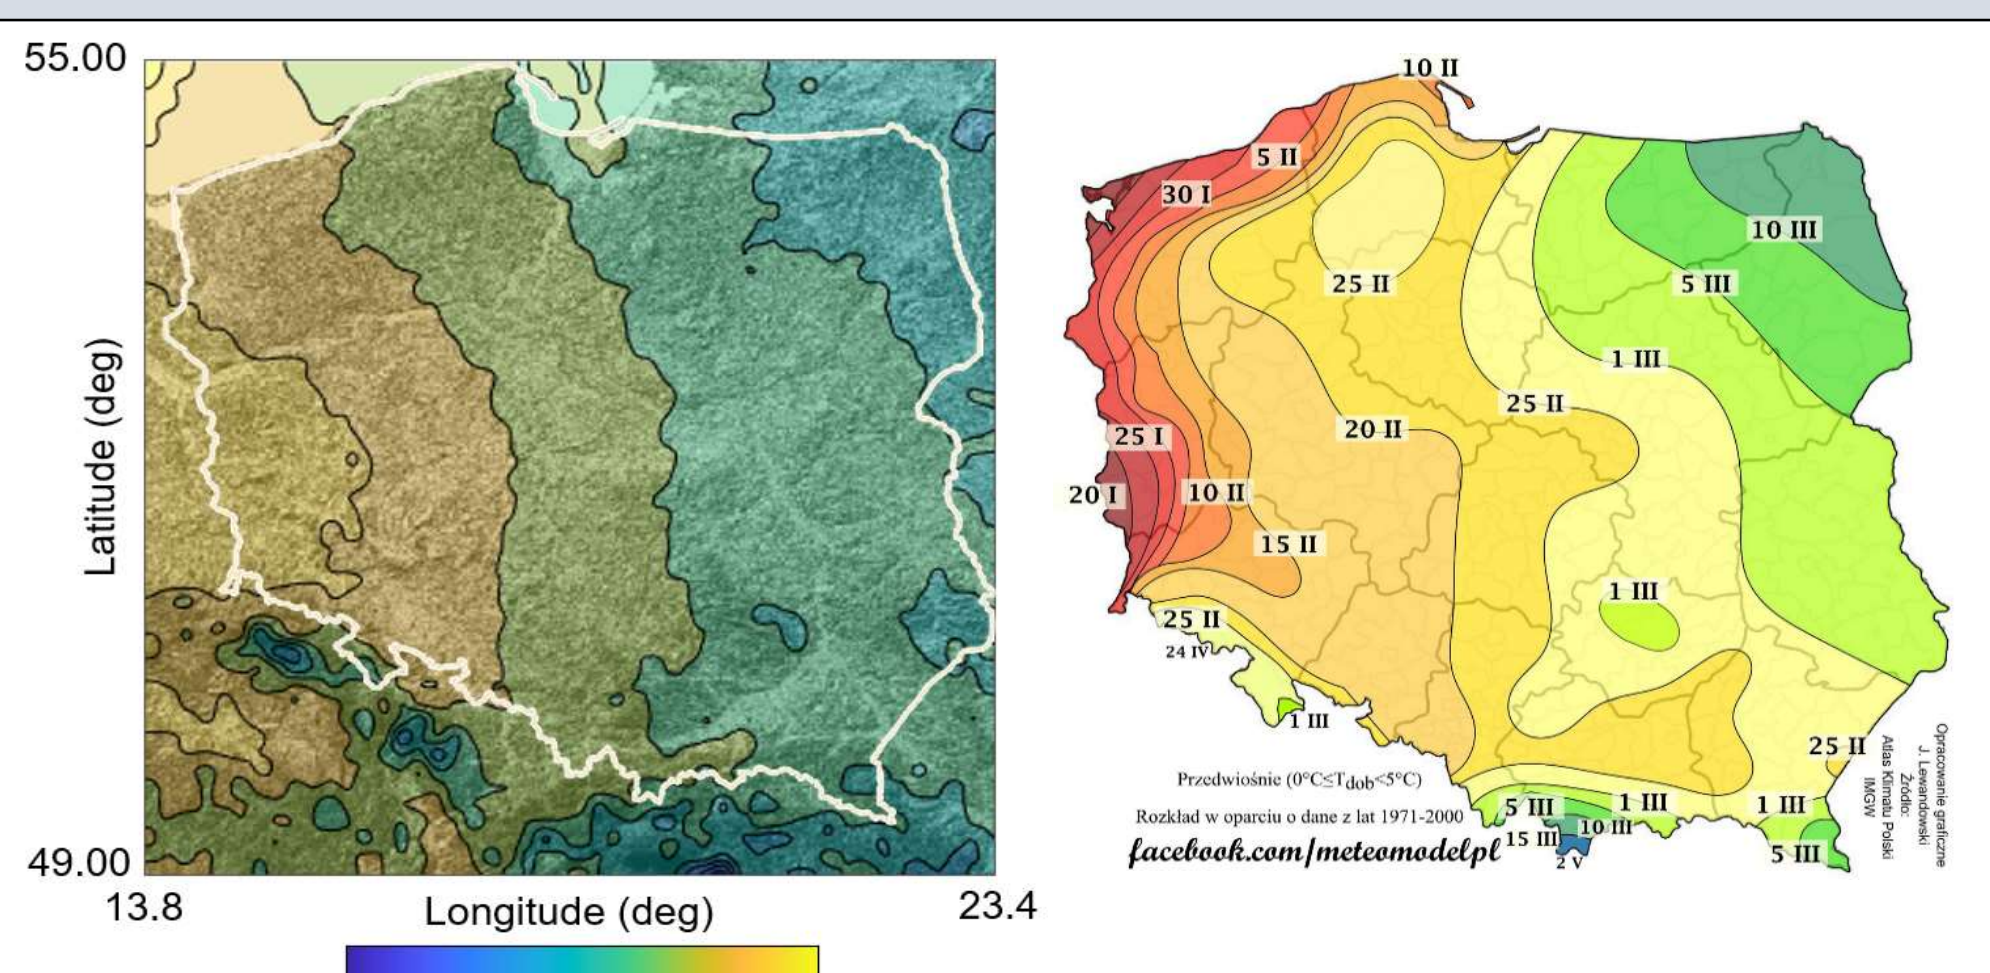 55.00
49.00
Latitude (deg)
13.8
Longitude (deg)
23.4
10 II
5 II
30 I
10 III
25 II
5 III
1 III
25 II
20 II
25 I
20 I
10 II
15 II
1 III
25 II
24 IV
1 III
25 II
5 III
1 III
1 III
10 III
15 III
5 III
2 V
Przedwiośnie (0°C≤Tdob<5°C)
Rozkład w oparciu o dane z lat 1971-2000
facebook.com/meteomodelpl
Opracowanie graficzne
J. Lewandowski
Źródło:
Atlas Klimatu Polski
IMGW